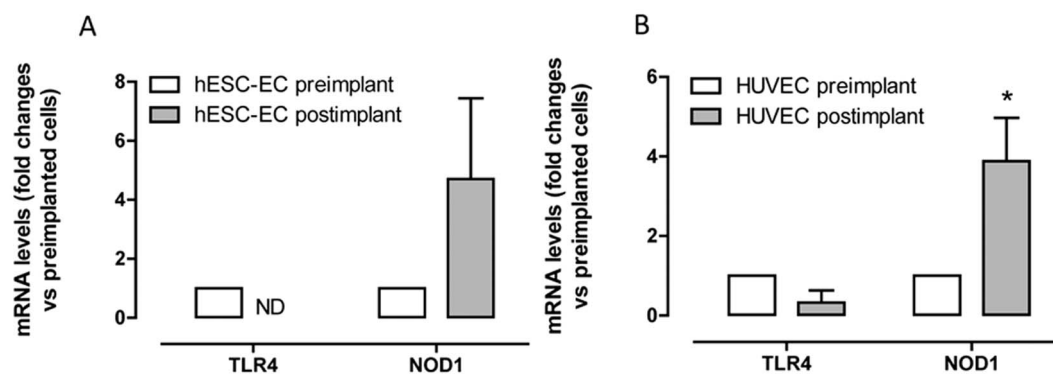 A
mRNA levels (fold changes
vs preimplanted cells)
8
6
4
2
0
hESC-EC preimplant
hESC-EC postimplant
ND
TLR4
NOD1
B
mRNA levels (fold changes
vs preimplanted cells)
6
4
2
0
HUVEC preimplant
HUVEC postimplant
*
TLR4
NOD1